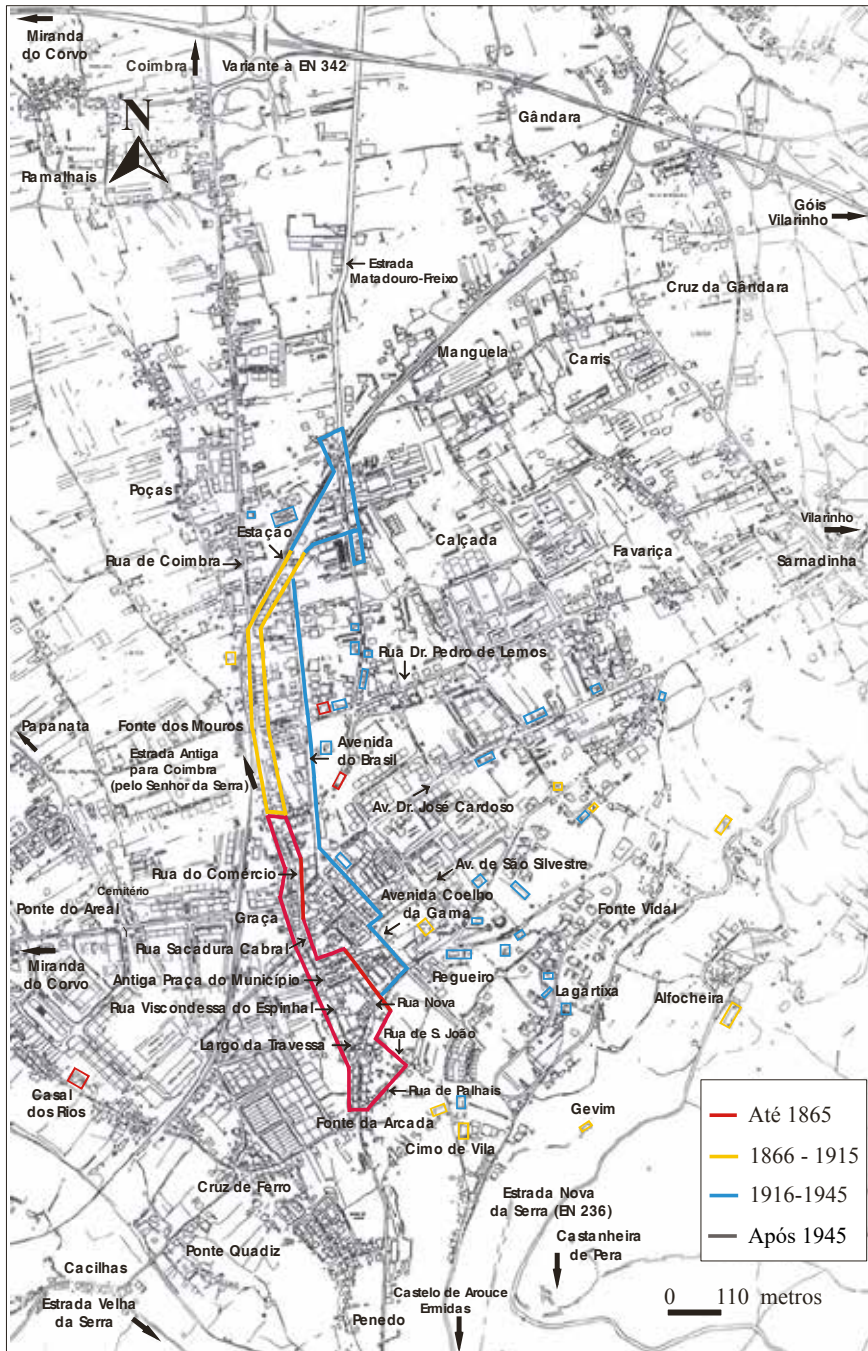 Miranda
do Corvo
Coimbra
Variante à EN 342
N
Gândara
Ramalhais
Góis
Vilarinho
Estrada
Matadouro-Freixo
Cruz da Gândara
Manguela
Carris
Poças
Estaçao
Rua de Coimbra
Calçada
Favariça
Vilarinho
Sarnadinha
Rua Dr. Pedro de Lemos
Papanata
Fonte dos Mouros
Estrada Antiga
para Coimbra
(pelo Senhor da Serra)
Avenida
do Brasil
Av. Dr. José Cardoso
Rua do Comercio
Av. de São Silvestre
Cemitério
Ponte do Areal
Graça
Avenida Coelho
da Gama
Fonte Vidal
Rua Sacadura Cabral
Miranda
do Corvo
Antiga Praça do Município
Regueiro
Rua Viscondessa do Espinhal
Rua Nova
Lagartixa
Alfocheira
Largo da Travessa
Rua de S. João
Casal
dos Rios
Rua de Palhais
Fonte da Arcada
Gevim
Cimo de Vila
Cruz de Ferro
Estrada Nova
da Serra (EN 236)
Ponte Quadiz
Castanheira
de Pera
Cacilhas
Estrada Velha
da Serra
Penedo
Castelo de Arouce
Ermidas
Até 1865
1866 - 1915
1916-1945
Após 1945
0 110 metros